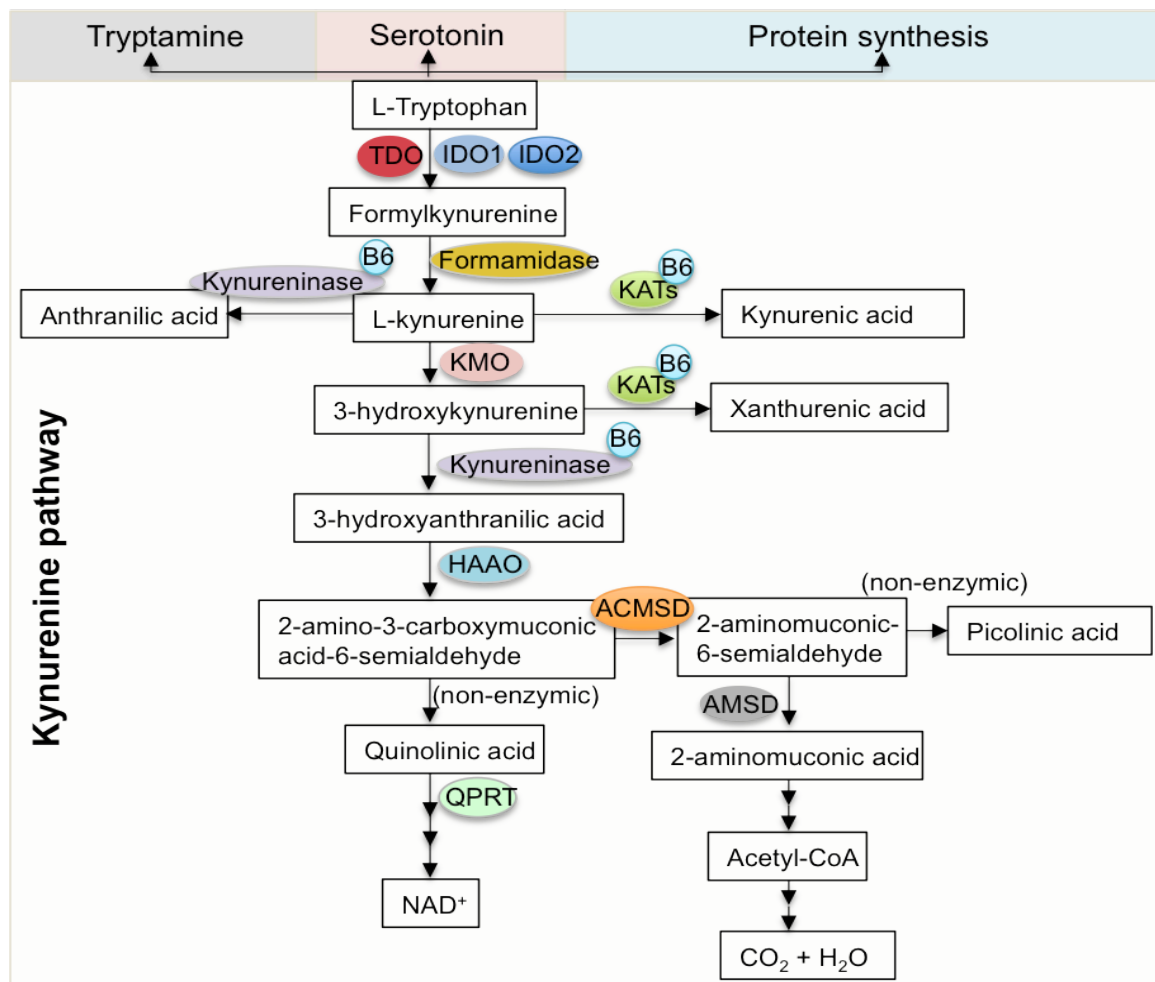 Tryptamine
Serotonin
Protein synthesis
L-Tryptophan
TDO
IDO1
IDO2
Formylkynurenine
B6
Formamidase
Kynureninase
B6
KATs
Anthranilic acid
L-kynurenine
Kynurenic acid
KMO
B6
KATs
3-hydroxykynurenine
Xanthurenic acid
B6
Kynureninase
Kynurenine pathway
3-hydroxyanthranilic acid
HAAO
(non-enzymic)
ACMSD
2-amino-3-carboxymuconic
acid-6-semialdehyde
2-aminomuconic-
6-semialdehyde
Picolinic acid
(non-enzymic)
AMSD
Quinolinic acid
2-aminomuconic acid
QPRT
Acetyl-CoA
NAD⁺
CO₂ + H₂O